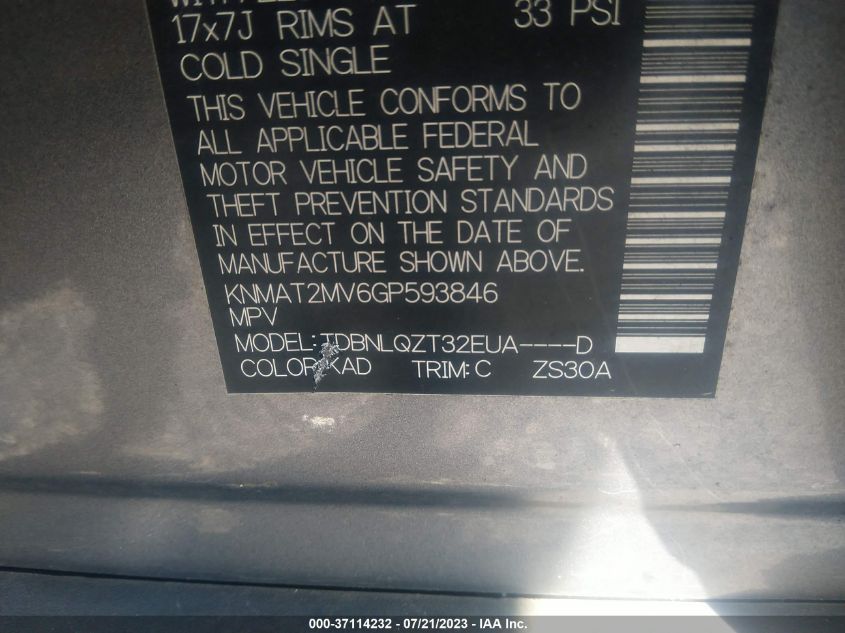 17x7J RIMS AT 33 PSI
COLD SINGLE
THIS VEHICLE CONFORMS TO
ALL APPLICABLE FEDERAL
MOTOR VEHICLE SAFETY AND
THEFT PREVENTION STANDARDS
IN EFFECT ON THE DATE OF
MANUFACTURE SHOWN ABOVE.
KNMAT2MV6GP593846
MPV
MODEL: TDBNLQZT32EUA----D
COLOR: KAD TRIM: C ZS30A
000-37114232 - 07/21/2023 - IAA Inc.